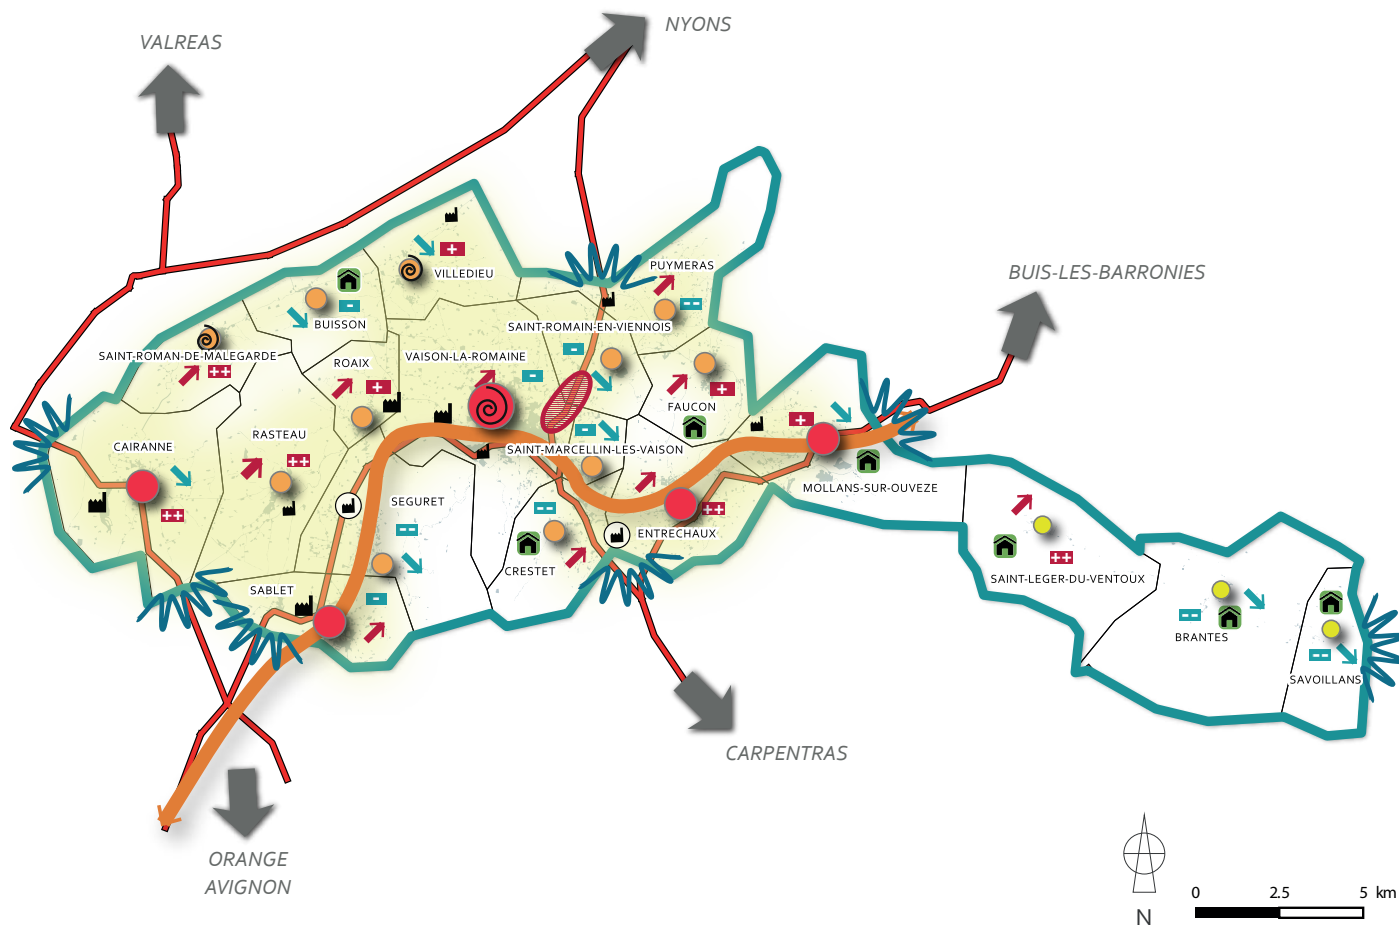 NYONS
VALREAS
PUYMERAS
VILLEDIEU
BUIS-LES-BARRONIES
BUISSON
SAINT-ROMAIN-EN-VIENNOIS
SAINT-ROMAN-DE-MALEGARDE
VAISON-LA-ROMAINE
ROAIX
FAUCON
RASTEAU
CAIRANNE
SAINT-MARCELLIN-LES-VAISON
MOLLANS-SUR-OUVEZE
SEGURET
ENTRECHAUX
CRESTET
SAINT-LEGER-DU-VENTOUX
SABLET
BRANTES
SAVOILLANS
CARPENTRAS
ORANGE
AVIGNON
0 2.5 5 km
N